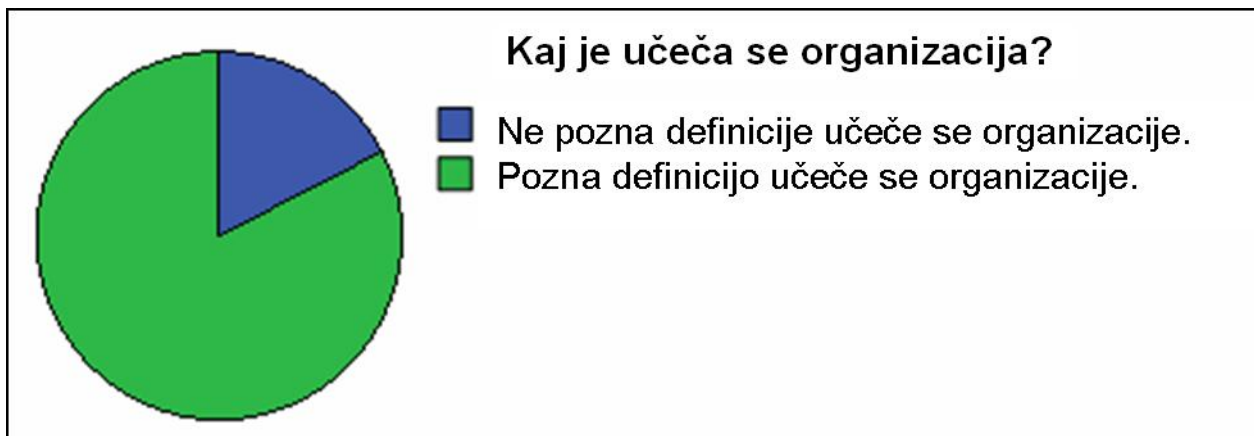 Kaj je učeča se organizacija?
Ne pozna definicije učeče se organizacije.
Pozna definicijo učeče se organizacije.